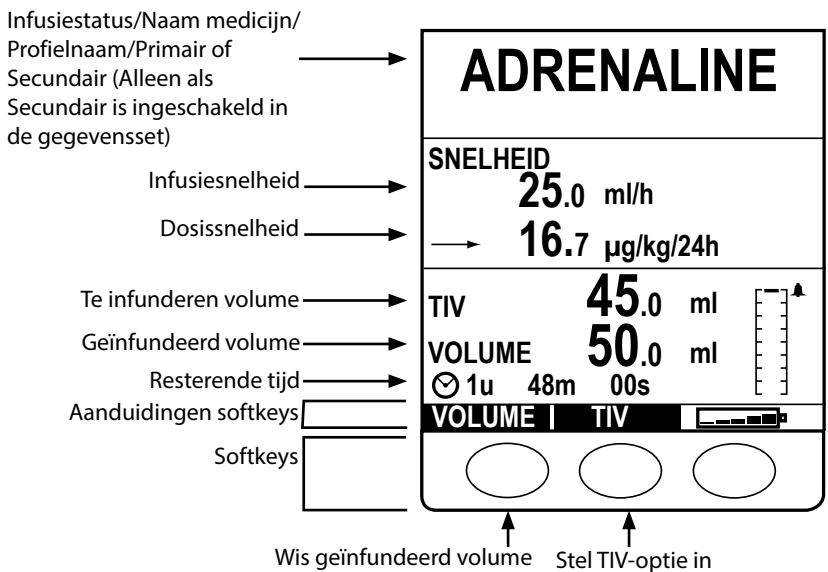 Infusiestatus/Naam medicijn/
Profielnaam/Primair of
Secundair (Alleen als
Secundair is ingeschakeld in
de gegevensset)
ADRENALINE
SNELHEID
Infusiesnelheid
25.0 ml/h
Dosissnelheid
16.7 µg/kg/24h
Te infunderen volume
TIV 45.0 ml
Geïnfundeerd volume
VOLUME 50.0 ml
Resterende tijd
1u 48m 00s
Aanduidingen softkeys
VOLUME TIV
Softkeys
Wis geïnfundeerd volume
Stel TIV-optie in